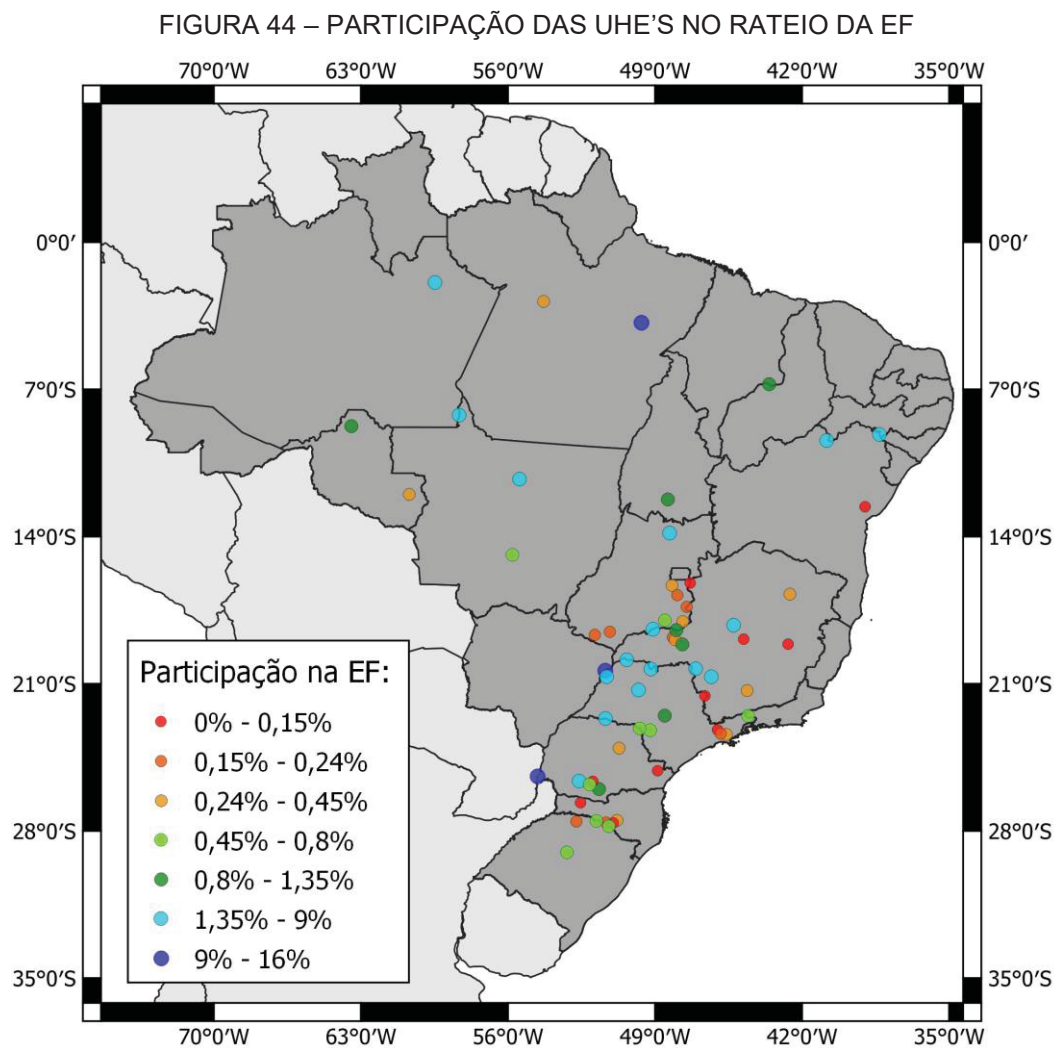 FIGURA 44 – PARTICIPAÇÃO DAS UHE'S NO RATEIO DA EF
70°0'W 63°0'W 56°0'W 49°0'W 42°0'W 35°0'W
0°0′ 0°0′
7°0'S 7°0'S
14°0'S 14°0'S
21°0'S 21°0'S
28°0'S 28°0'S
35°0'S 35°0'S
Participação na EF:
0% - 0,15%
0,15% - 0,24%
0,24% - 0,45%
0,45% - 0,8%
0,8% - 1,35%
1,35% - 9%
9% - 16%
70°0'W 63°0'W 56°0'W 49°0'W 42°0'W 35°0'W